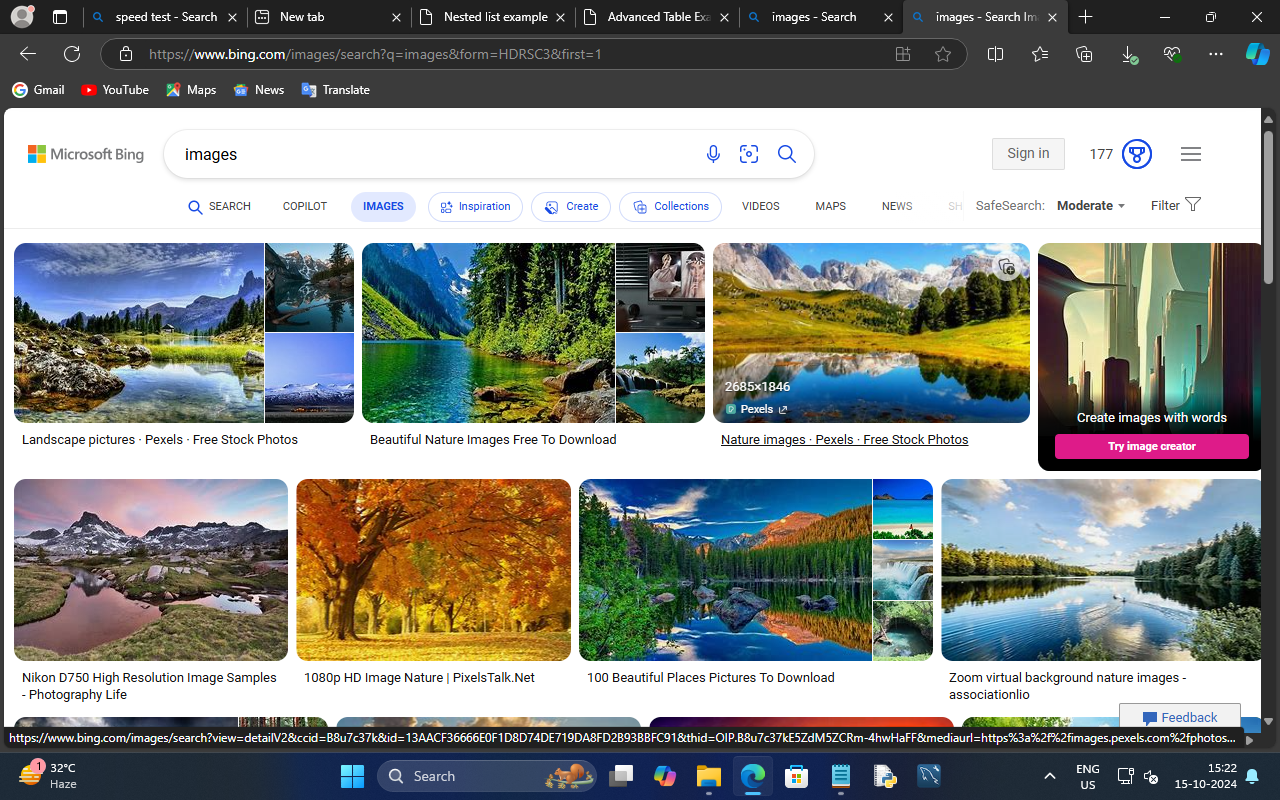 speed test - Search
New tab
Nested list example
Advanced Table Exa
images - Search
images - Search Im
https://www.bing.com/images/search?q=images&form=HDRSC3&first=1
Gmail
YouTube
Maps
News
Translate
Microsoft Bing
images
Sign in
177
SEARCH
COPILOT
IMAGES
Inspiration
Create
Collections
VIDEOS
MAPS
NEWS
SH
SafeSearch: Moderate
Filter
2685×1846
Pexels
Create images with words
Try image creator
Landscape pictures · Pexels · Free Stock Photos
Beautiful Nature Images Free To Download
Nature images · Pexels · Free Stock Photos
Nikon D750 High Resolution Image Samples
- Photography Life
1080p HD Image Nature | PixelsTalk.Net
100 Beautiful Places Pictures To Download
Zoom virtual background nature images -
associationlio
Feedback
https://www.bing.com/images/search?view=detailV2&ccid=B8u7c37k&id=13AACF36666E0F1D8D74DE719DA8FD2B93BBFC91&thid=OIP.B8u7c37kE5ZdM5ZCRm-4hwHaFF&mediaurl=https%3a%2f%2fimages.pexels.com%2fphotos...
1
32°C
Haze
Search
ENG
US
15:22
15-10-2024